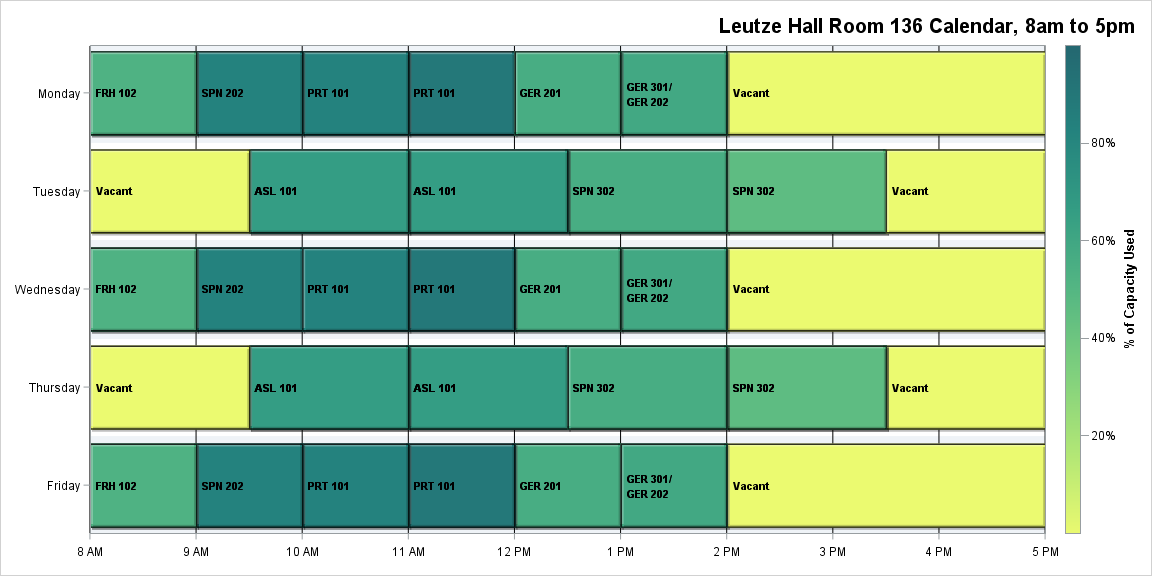 Leutze Hall Room 136 Calendar, 8am to 5pm
Monday
FRH 102
SPN 202
PRT 101
PRT 101
GER 201
GER 301/
GER 202
Vacant
Tuesday
Vacant
ASL 101
ASL 101
SPN 302
SPN 302
Vacant
Wednesday
FRH 102
SPN 202
PRT 101
PRT 101
GER 201
GER 301/
GER 202
Vacant
Thursday
Vacant
ASL 101
ASL 101
SPN 302
SPN 302
Vacant
Friday
FRH 102
SPN 202
PRT 101
PRT 101
GER 201
GER 301/
GER 202
Vacant
8 AM
9 AM
10 AM
11 AM
12 PM
1 PM
2 PM
3 PM
4 PM
5 PM
80%
60%
40%
20%
% of Capacity Used